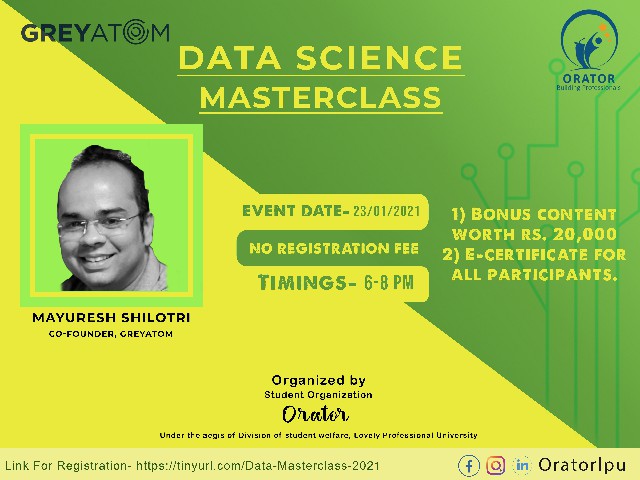 GREYATOM
ORATOR
Building Professionals
DATA SCIENCE
MASTERCLASS
EVENT DATE- 23/01/2021
NO REGISTRATION FEE
TIMINGS- 6-8 PM
1) BONUS CONTENT
WORTH RS. 20,000
2) E-CERTIFICATE FOR
ALL PARTICIPANTS.
MAYURESH SHILOTRI
CO-FOUNDER, GREYATOM
Organized by
Student Organization
Orator
Under the aegis of Division of student welfare, Lovely Professional University
Link For Registration- https://tinyurl.com/Data-Masterclass-2021
f in Oratorlpu